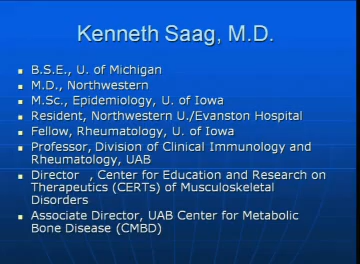 Kenneth Saag, M.D.
B.S.E., U. of Michigan
M.D., Northwestern
M.Sc., Epidemiology, U. of Iowa
Resident, Northwestern U./Evanston Hospital
Fellow, Rheumatology, U. of Iowa
Professor, Division of Clinical Immunology and
Rheumatology, UAB
Director , Center for Education and Research on
Therapeutics (CERTs) of Musculoskeletal
Disorders
Associate Director, UAB Center for Metabolic
Bone Disease (CMBD)